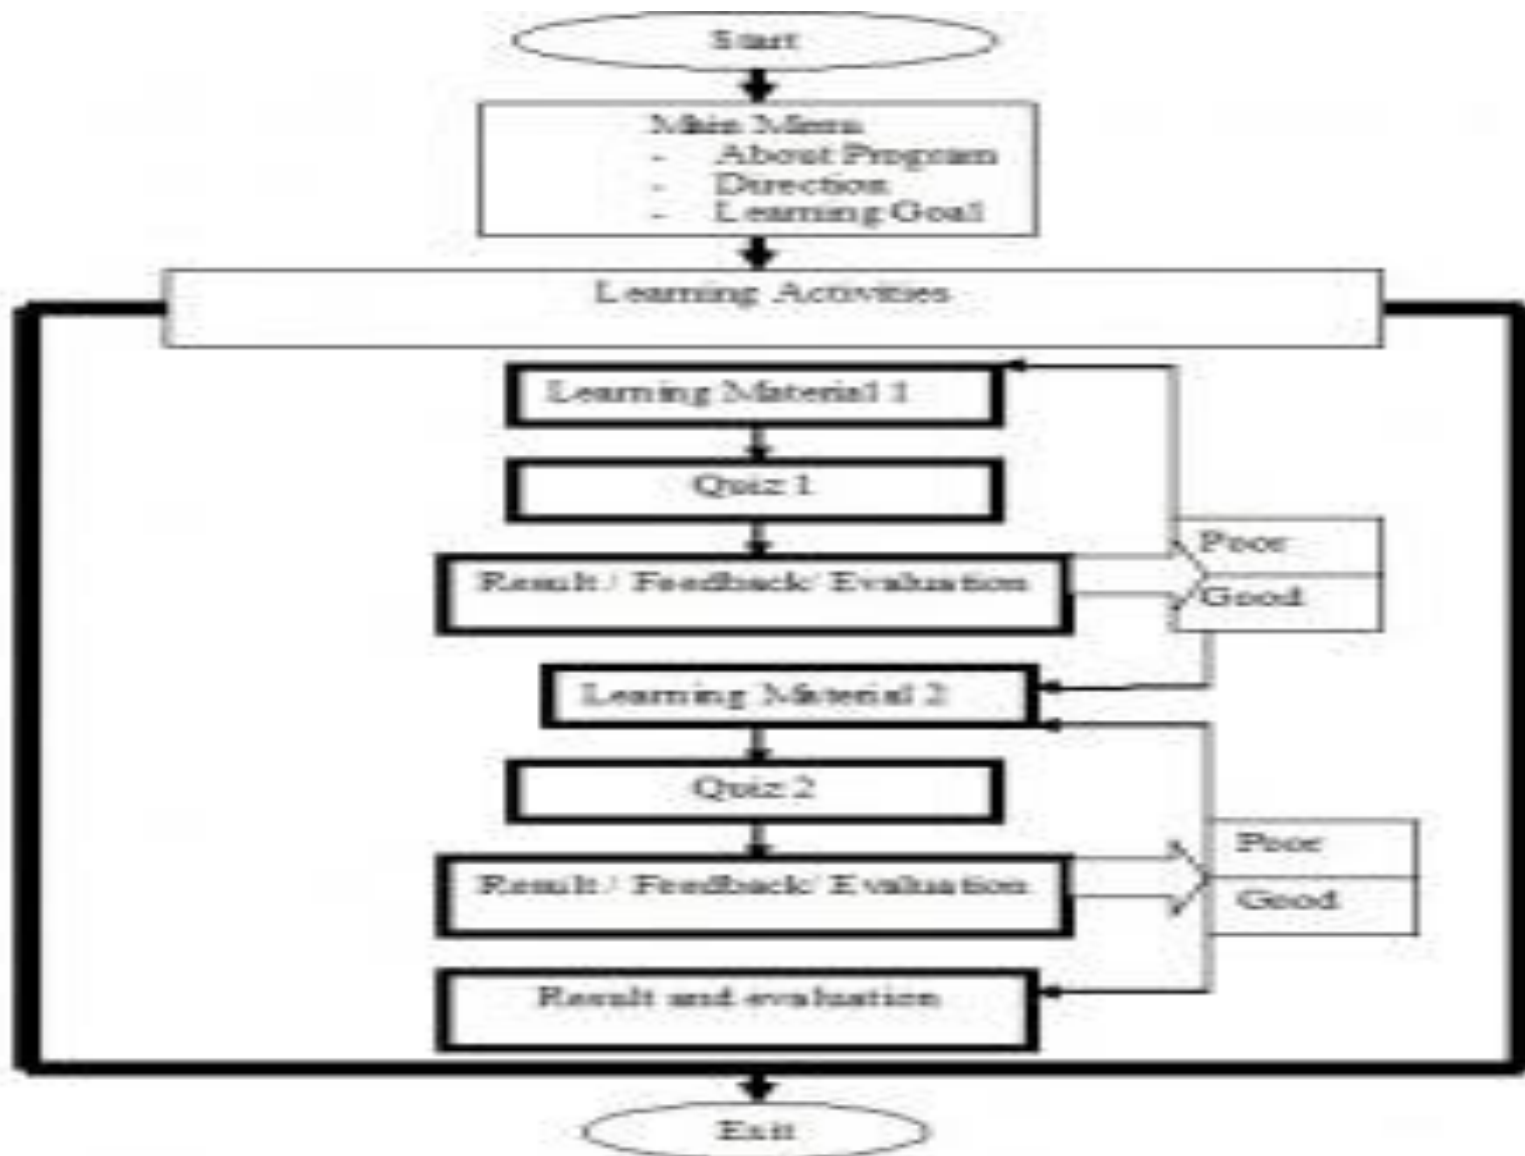 Start
Main Menu
- About Program
- Direction
- Learning Goal
Learning Activities
Learning Material 1
Quiz 1
Result / Feedback/ Evaluation
Poor
Good
Learning Material 2
Quiz 2
Result / Feedback/ Evaluation
Poor
Good
Result and evaluation
Exit